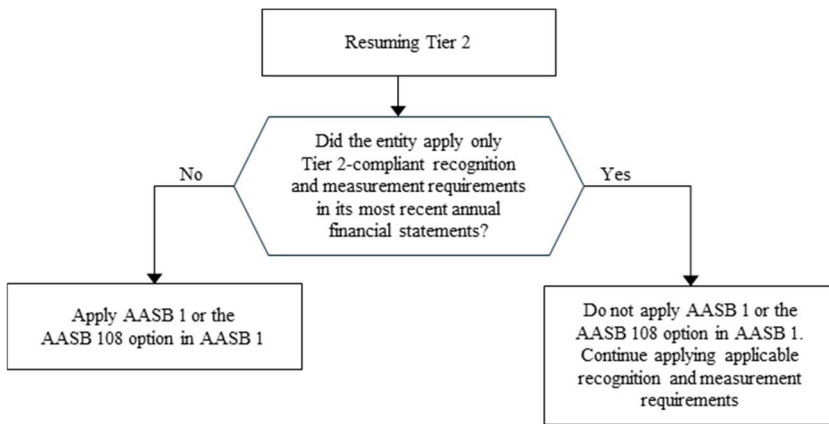 Resuming Tier 2
Did the entity apply only
Tier 2-compliant recognition
and measurement requirements
in its most recent annual
financial statements?
No
Yes
Apply AASB 1 or the
AASB 108 option in AASB 1
Do not apply AASB 1 or the
AASB 108 option in AASB 1.
Continue applying applicable
recognition and measurement
requirements